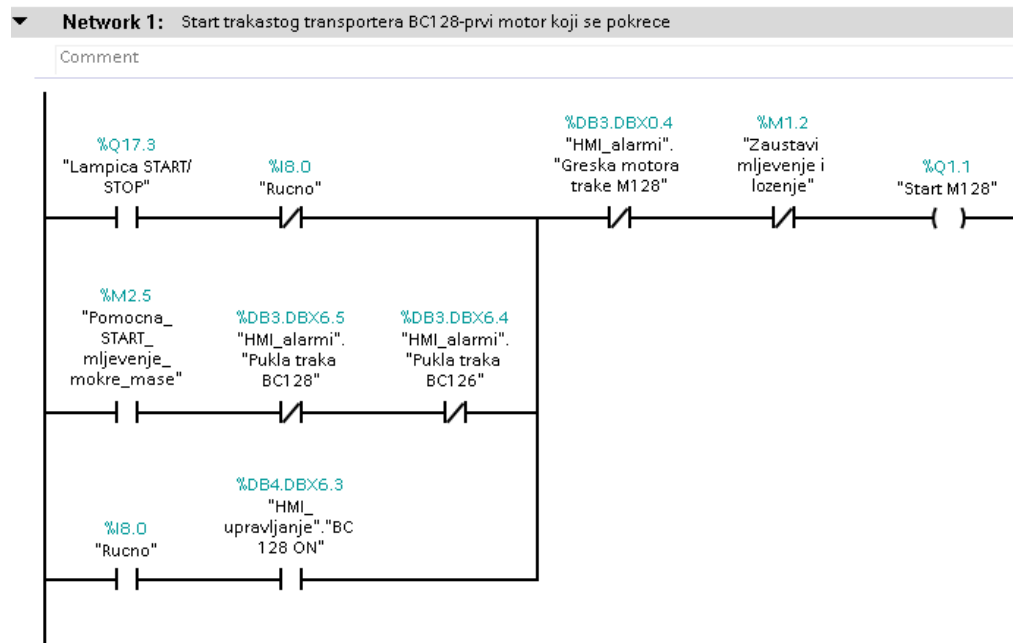 Network 1: Start trakastog transportera BC128-prvi motor koji se pokrece
Comment
%Q17.3
"Lampica START/
STOP"
%I8.0
"Rucno"
%DB3.DBX0.4
"HMI_alarmi".
"Greska motora
trake M128"
%M1.2
"Zaustavi
mljevenje i
lozenje"
%Q1.1
"Start M128"
%M2.5
"Pomocna_
START_
mljevenje_
mokre_mase"
%DB3.DBX6.5
"HMI_alarmi".
"Pukla traka
BC128"
%DB3.DBX6.4
"HMI_alarmi".
"Pukla traka
BC126"
%I8.0
"Rucno"
%DB4.DBX6.3
"HMI_
upravljanje"."BC
128 ON"